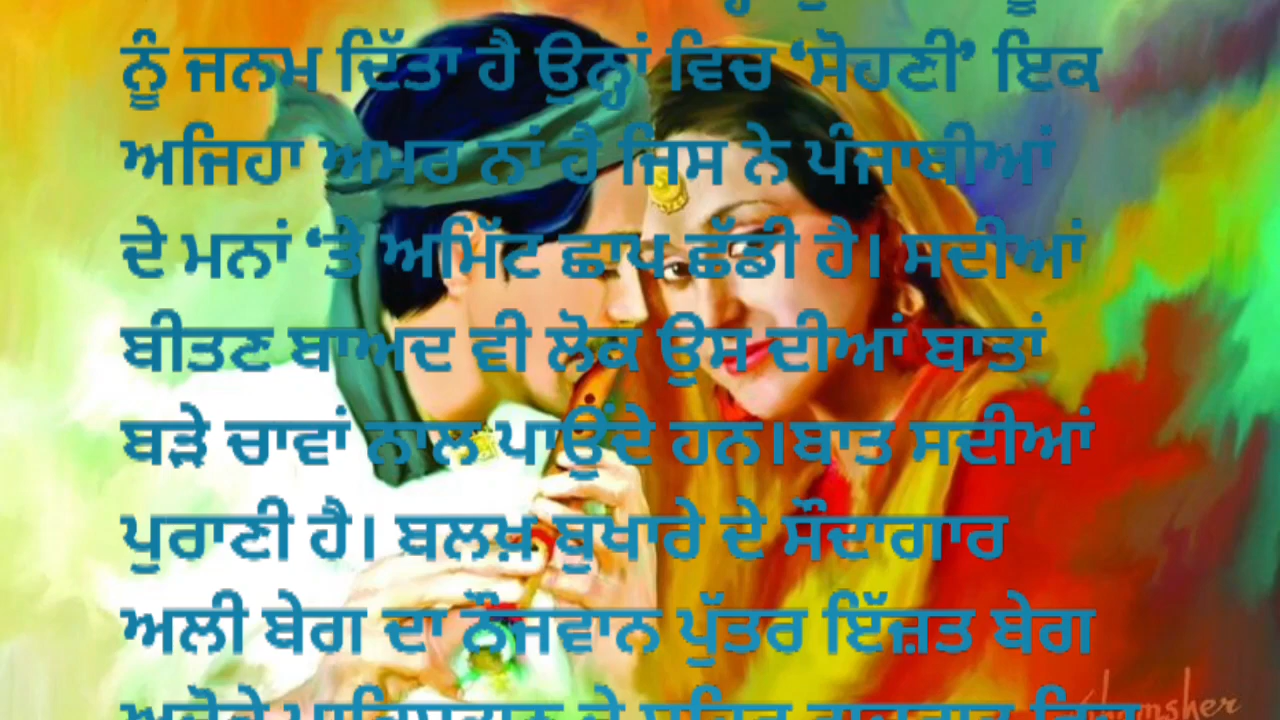 ਨੂੰ ਜਨਮ ਦਿੱਤਾ ਹੈ ਉਨ੍ਹਾਂ ਵਿਚ ‘ਸੋਹਣੀ’ ਇਕ
ਅਜਿਹਾ ਅਮਰ ਨਾਂ ਹੈ ਜਿਸ ਨੇ ਪੰਜਾਬੀਆਂ
ਦੇ ਮਨਾਂ ‘ਤੇ ਅਮਿੱਟ ਛਾਪ ਛੱਡੀ ਹੈ। ਸਦੀਆਂ
ਬੀਤਣ ਬਾਅਦ ਵੀ ਲੋਕ ਉਸ ਦੀਆਂ ਬਾਤਾਂ
ਬੜੇ ਚਾਵਾਂ ਨਾਲ ਪਾਉਂਦੇ ਹਨ।ਬਾਤ ਸਦੀਆਂ
ਪੁਰਾਣੀ ਹੈ। ਬਲਖ਼ ਬੁਖਾਰੇ ਦੇ ਸੌਦਾਗਾਰ
ਅਲੀ ਬੇਗ ਦਾ ਨੌਜਵਾਨ ਪੁੱਤਰ ਇੱਜ਼ਤ ਬੇਗ